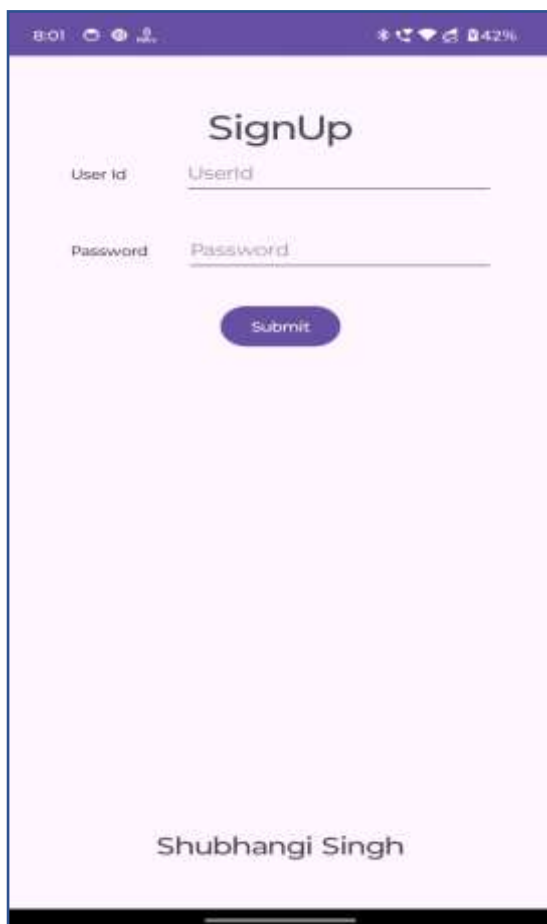 8:01 42%
SignUp
User Id UserId
Password Password
Submit
Shubhangi Singh